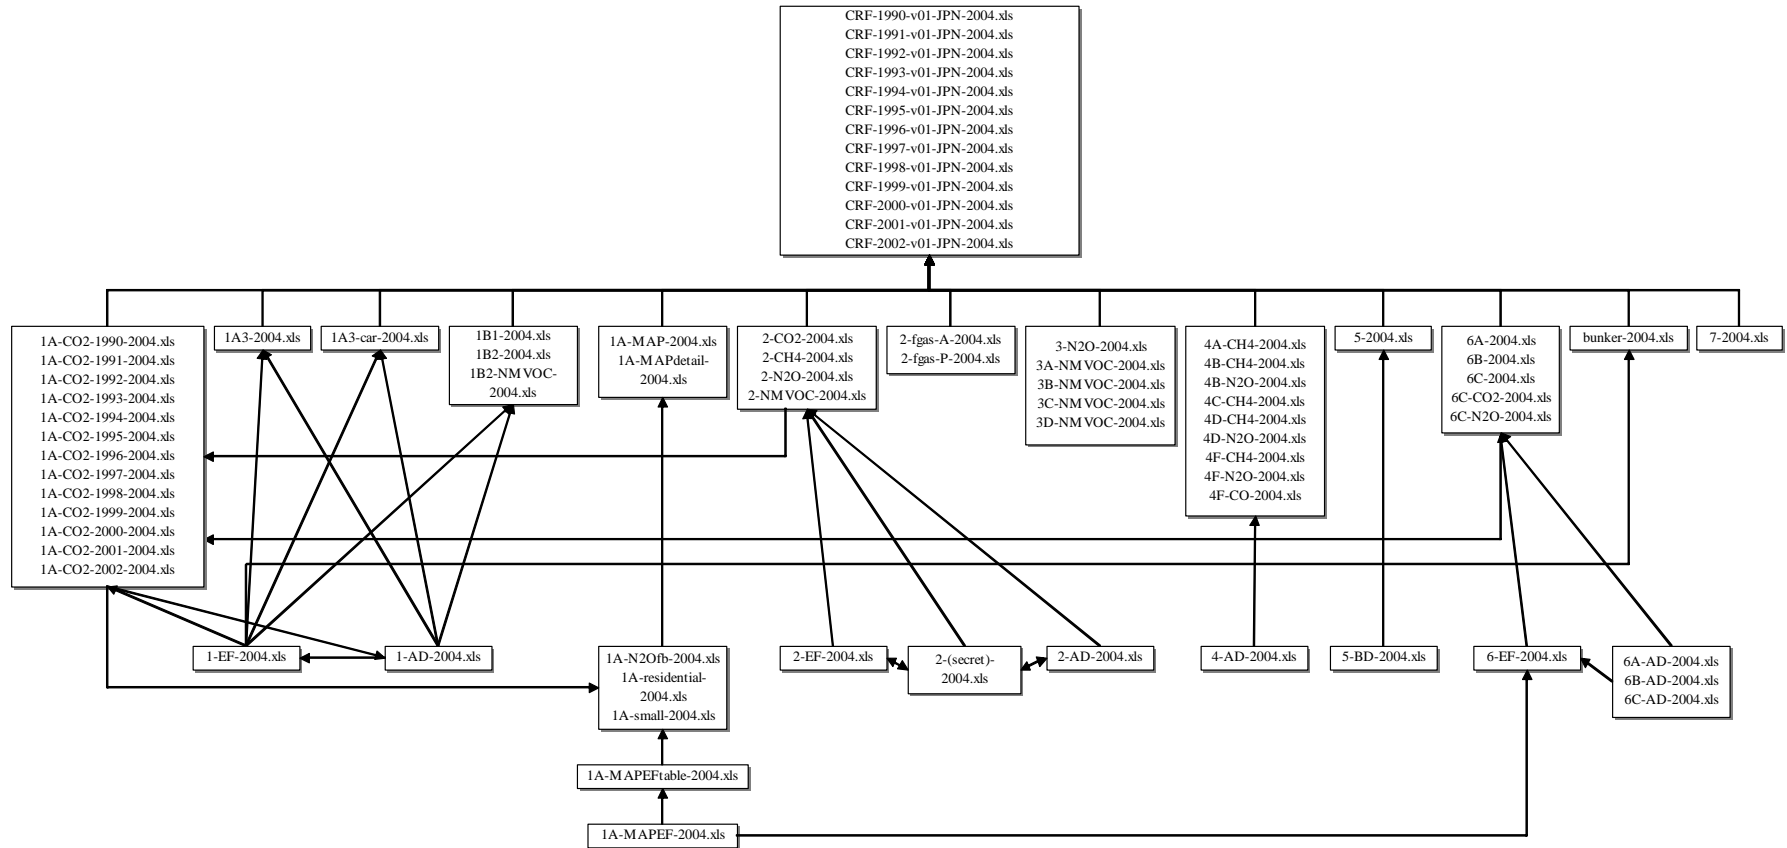 CRF-1990-v01-JPN-2004.xls
CRF-1991-v01-JPN-2004.xls
CRF-1992-v01-JPN-2004.xls
CRF-1993-v01-JPN-2004.xls
CRF-1994-v01-JPN-2004.xls
CRF-1995-v01-JPN-2004.xls
CRF-1996-v01-JPN-2004.xls
CRF-1997-v01-JPN-2004.xls
CRF-1998-v01-JPN-2004.xls
CRF-1999-v01-JPN-2004.xls
CRF-2000-v01-JPN-2004.xls
CRF-2001-v01-JPN-2004.xls
CRF-2002-v01-JPN-2004.xls
1A-CO2-1990-2004.xls
1A-CO2-1991-2004.xls
1A-CO2-1992-2004.xls
1A-CO2-1993-2004.xls
1A-CO2-1994-2004.xls
1A-CO2-1995-2004.xls
1A-CO2-1996-2004.xls
1A-CO2-1997-2004.xls
1A-CO2-1998-2004.xls
1A-CO2-1999-2004.xls
1A-CO2-2000-2004.xls
1A-CO2-2001-2004.xls
1A-CO2-2002-2004.xls
1A3-2004.xls
1A3-car-2004.xls
1B1-2004.xls
1B2-2004.xls
1B2-NMVOC-
2004.xls
1A-MAP-2004.xls
1A-MAPdetail-
2004.xls
2-CO2-2004.xls
2-CH4-2004.xls
2-N2O-2004.xls
2-NMVOC-2004.xls
2-fgas-A-2004.xls
2-fgas-P-2004.xls
3-N2O-2004.xls
3A-NMVOC-2004.xls
3B-NMVOC-2004.xls
3C-NMVOC-2004.xls
3D-NMVOC-2004.xls
4A-CH4-2004.xls
4B-CH4-2004.xls
4B-N2O-2004.xls
4C-CH4-2004.xls
4D-CH4-2004.xls
4D-N2O-2004.xls
4F-CH4-2004.xls
4F-N2O-2004.xls
4F-CO-2004.xls
5-2004.xls
6A-2004.xls
6B-2004.xls
6C-2004.xls
6C-CO2-2004.xls
6C-N2O-2004.xls
bunker-2004.xls
7-2004.xls
1-EF-2004.xls
1-AD-2004.xls
1A-N2Ofb-2004.xls
1A-residential-
2004.xls
1A-small-2004.xls
2-EF-2004.xls
2-(secret)-
2004.xls
2-AD-2004.xls
4-AD-2004.xls
5-BD-2004.xls
6-EF-2004.xls
6A-AD-2004.xls
6B-AD-2004.xls
6C-AD-2004.xls
1A-MAPEFtable-2004.xls
1A-MAPEF-2004.xls